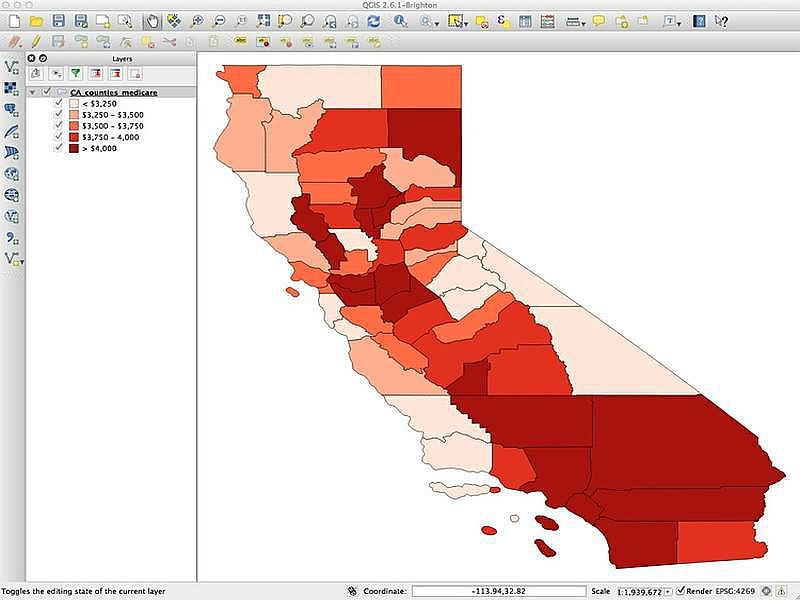 QGIS 2.6.1-Brighton
Layers
CA_counties_medicare
< $3,250
$3,250 - $3,500
$3,500 - $3,750
$3,750 - 4,000
> $4,000
Toggles the editing state of the current layer
Coordinate:
-113.94,32.82
Scale
1:1,939,672
Render
EPSG:4269